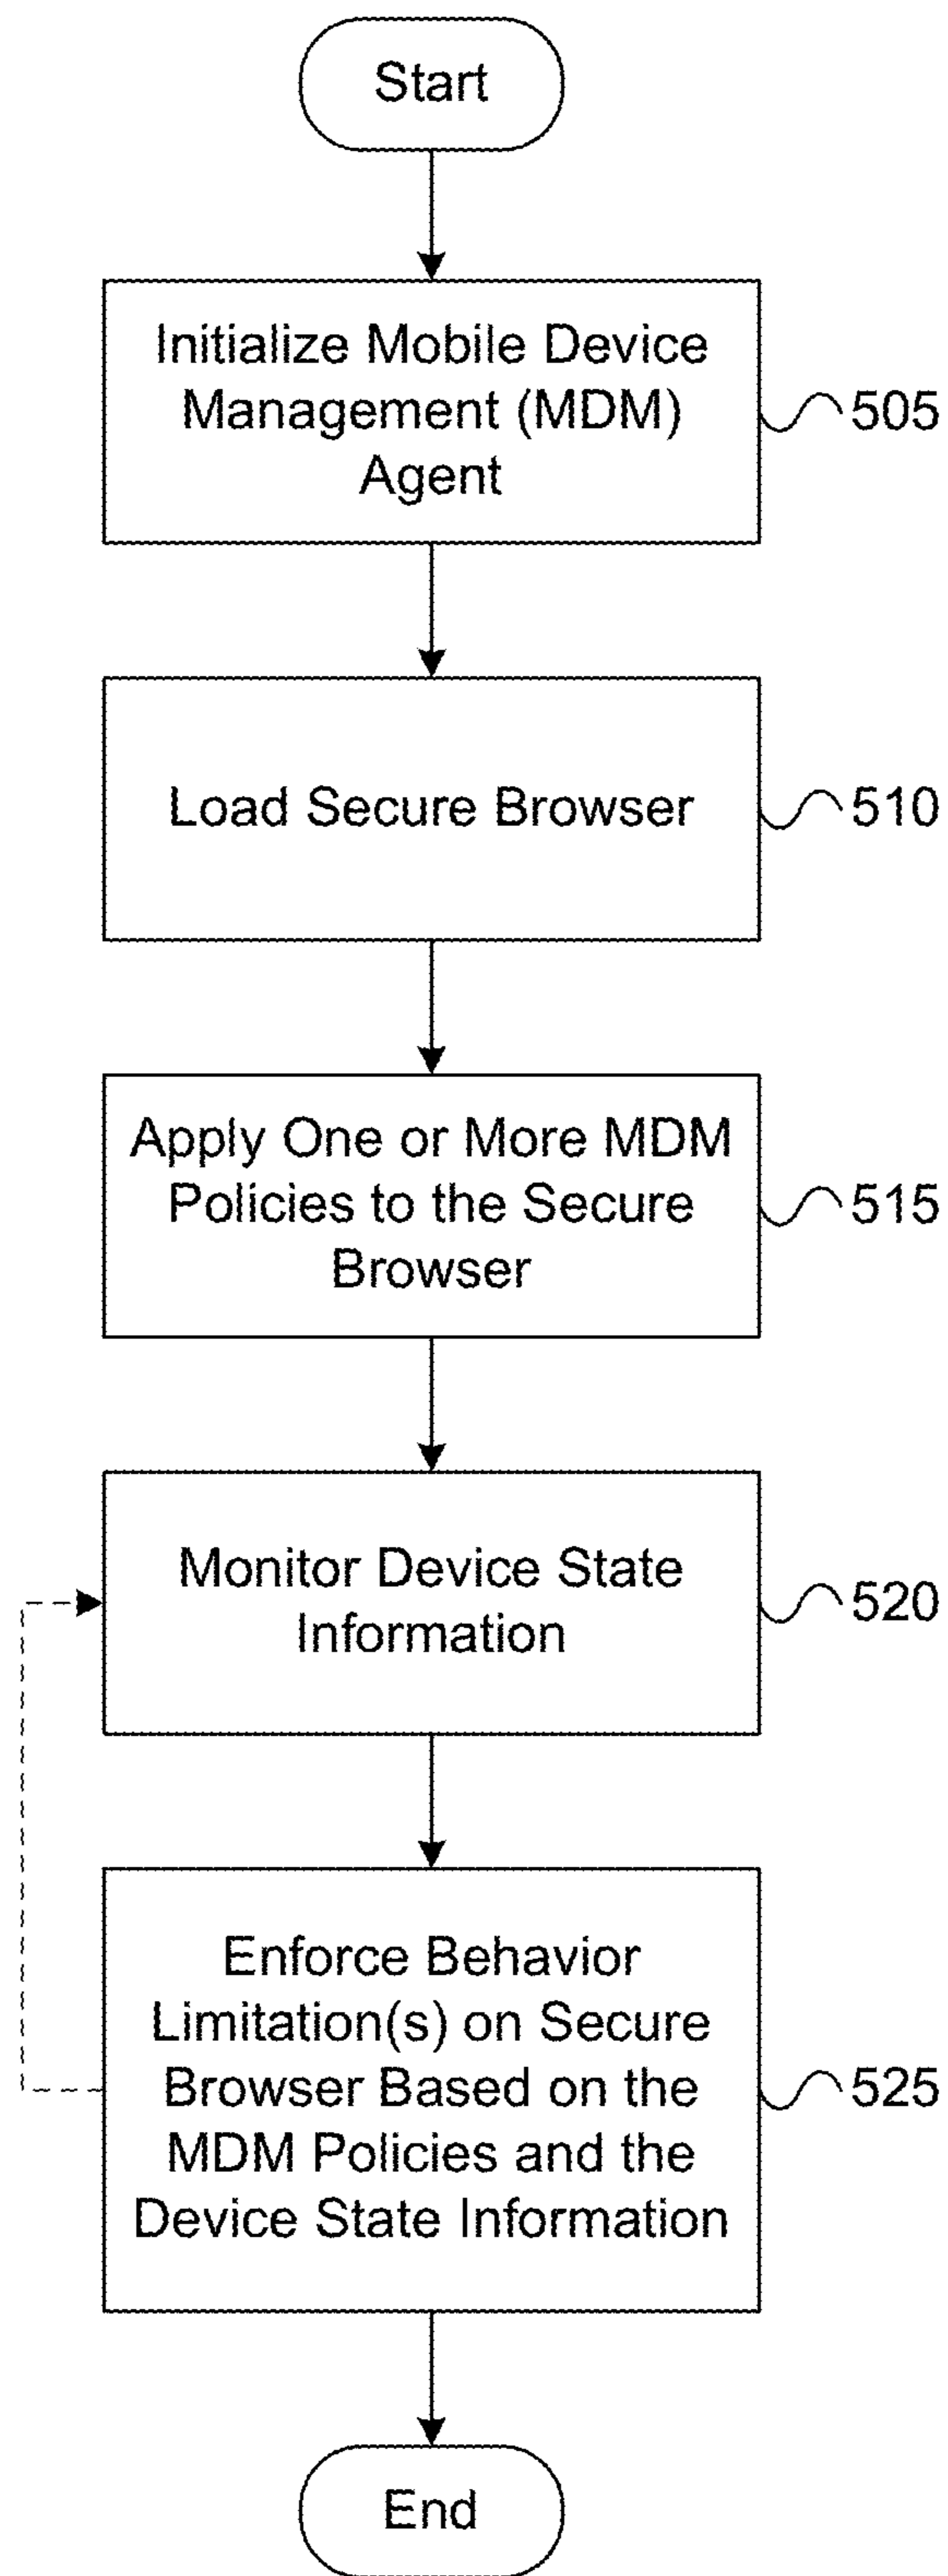 Start
Initialize Mobile Device
Management (MDM)
Agent
505
Load Secure Browser
510
Apply One or More MDM
Policies to the Secure
Browser
515
Monitor Device State
Information
520
Enforce Behavior
Limitation(s) on Secure
Browser Based on the
MDM Policies and the
Device State Information
525
End